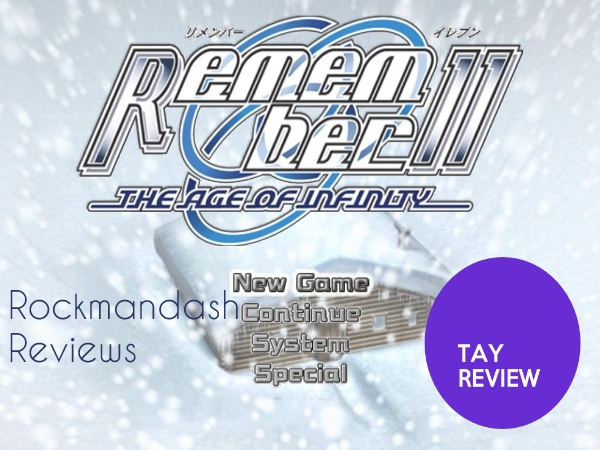 リメンバー イレブン
Remember11
THE AGE OF INFINITY
New Game
Continue
System
Special
Rockmandash
Reviews
TAY
REVIEW